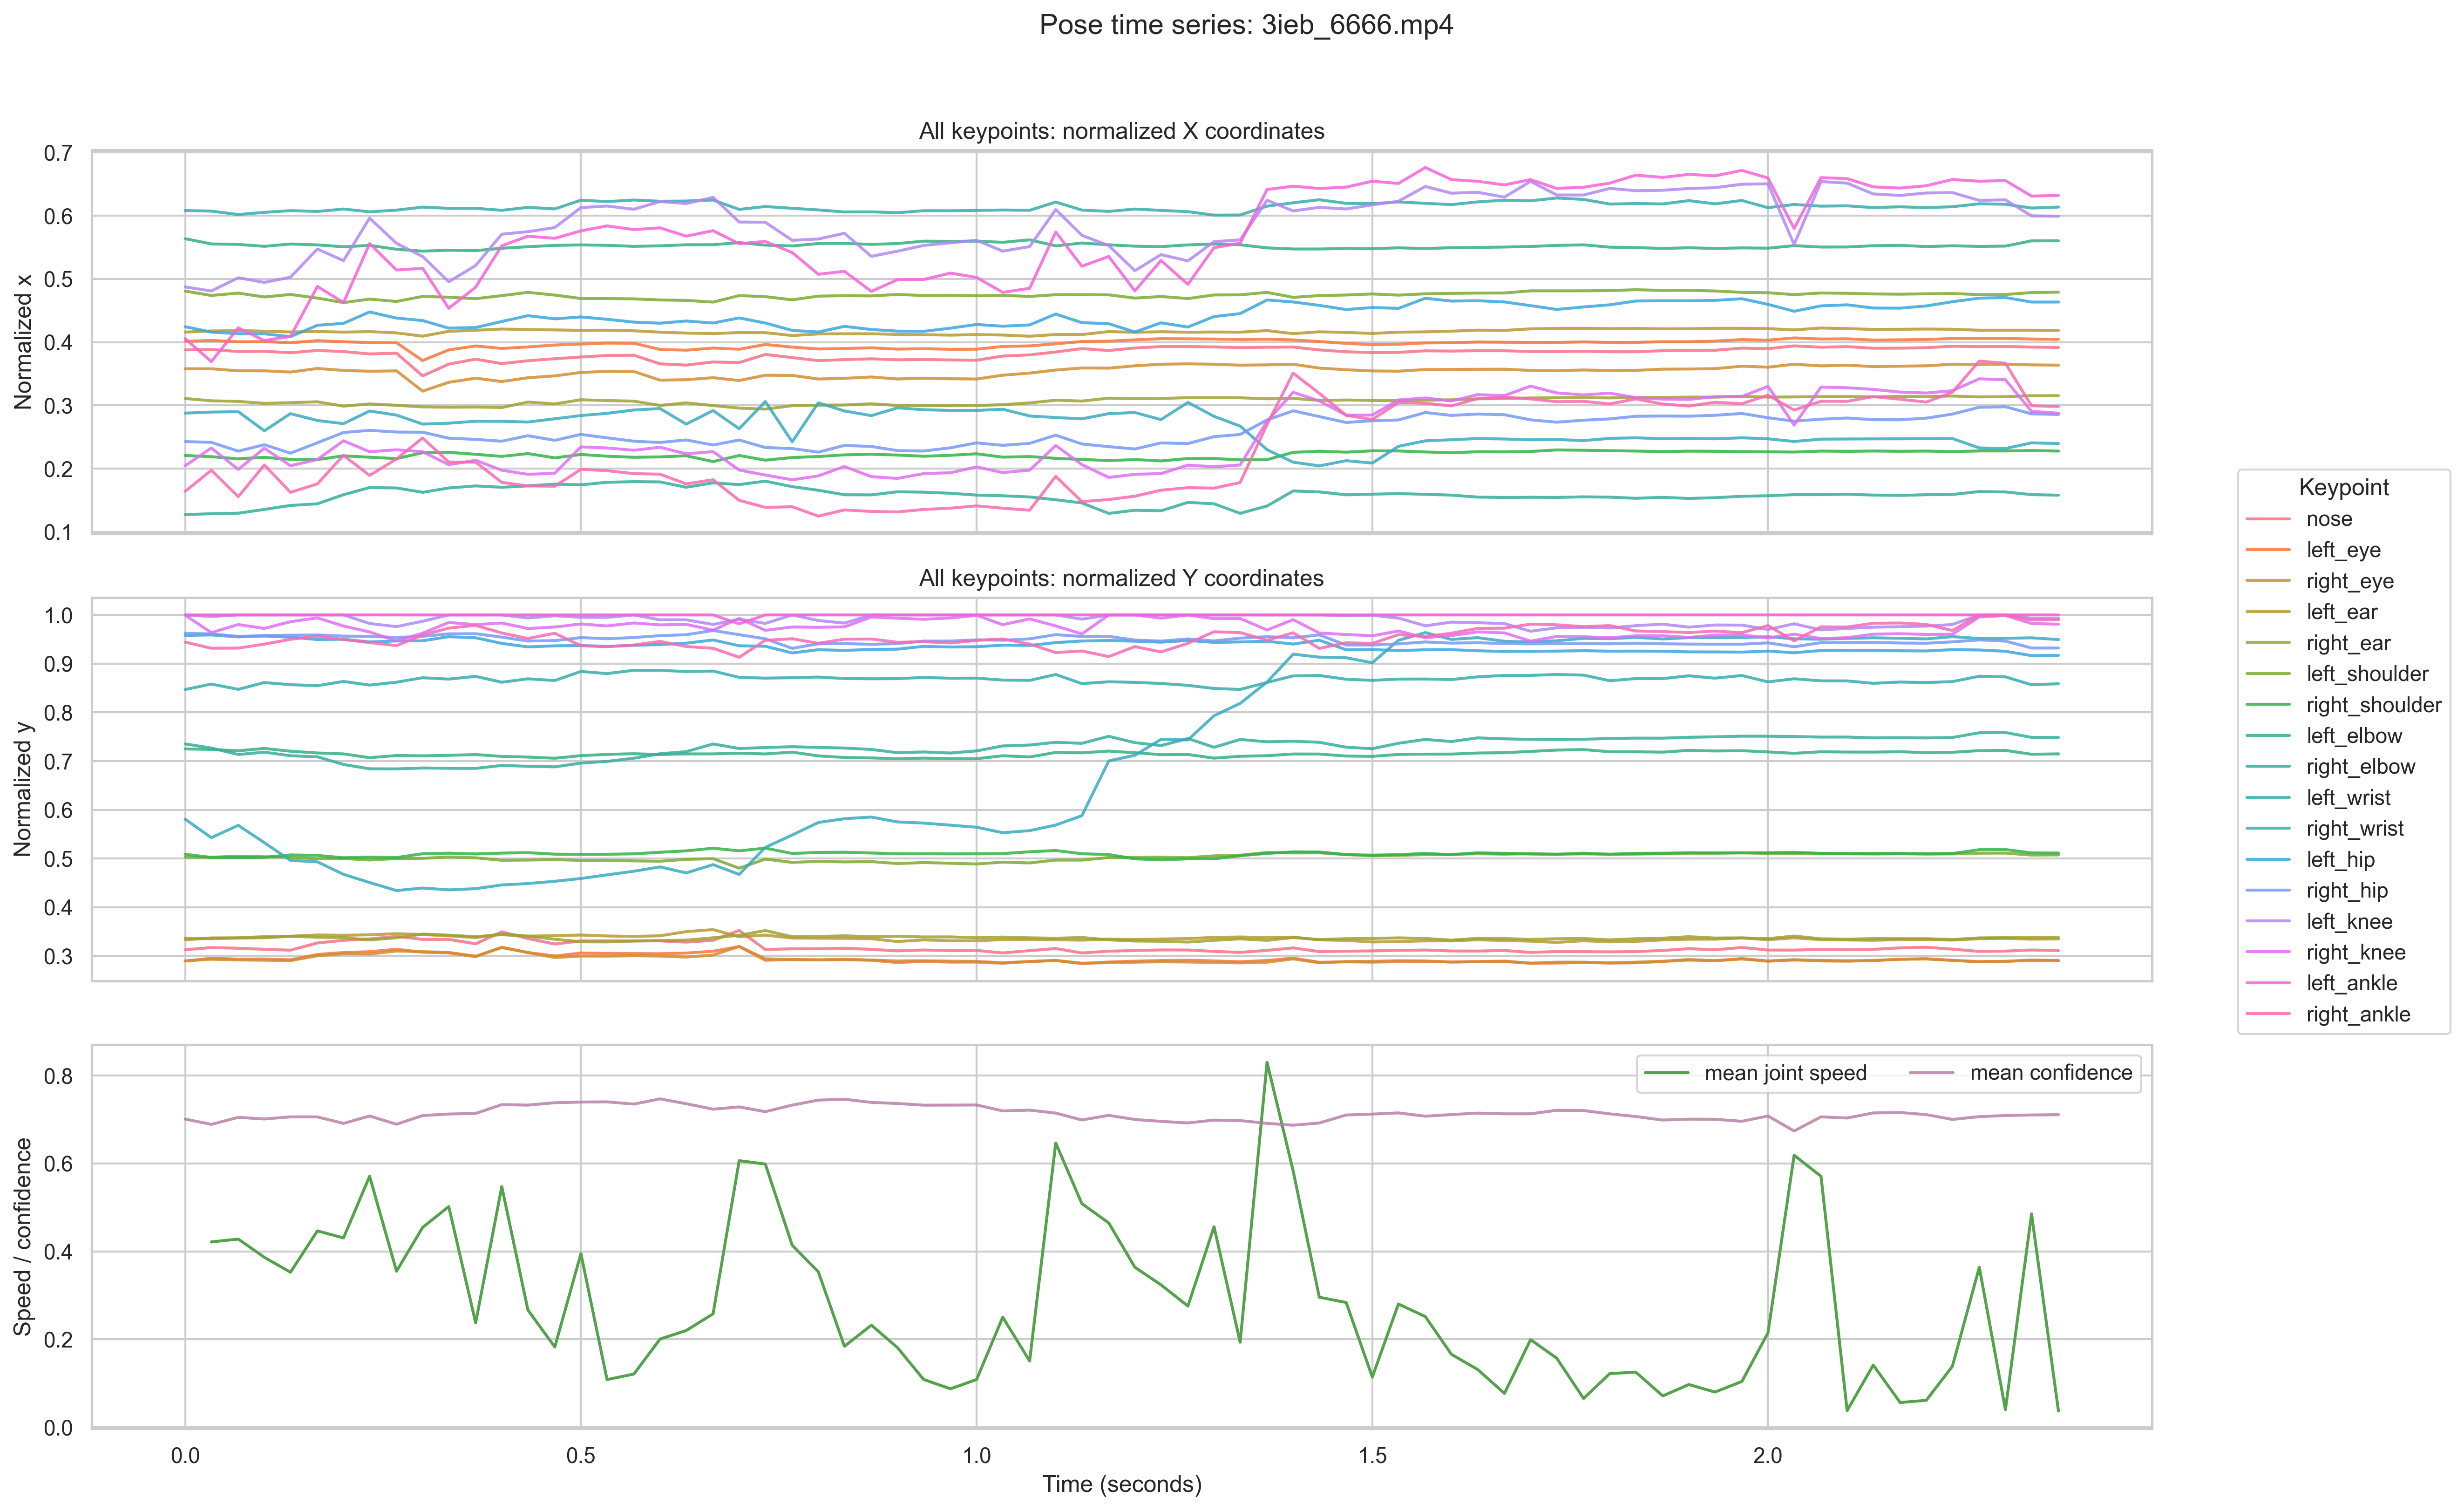 Pose time series: 3ieb_6666.mp4
All keypoints: normalized X coordinates
Normalized x
0.7
0.6
0.5
0.4
0.3
0.2
0.1
All keypoints: normalized Y coordinates
Normalized y
1.0
0.9
0.8
0.7
0.6
0.5
0.4
0.3
Keypoint
nose
left_eye
right_eye
left_ear
right_ear
left_shoulder
right_shoulder
left_elbow
right_elbow
left_wrist
right_wrist
left_hip
right_hip
left_knee
right_knee
left_ankle
right_ankle
mean joint speed mean confidence
Speed / confidence
0.8
0.6
0.4
0.2
0.0
0.0 0.5 1.0 1.5 2.0
Time (seconds)